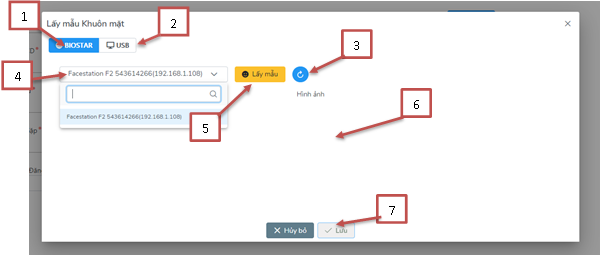 1
2
3
4
5
6
7
Lấy mẫu Khuôn mặt
BIOSTAR
USB
Facestation F2 543614266(192.168.1.108)
Lấy mẫu
Facestation F2 543614266(192.168.1.108)
Hình ảnh
Hủy bỏ
Lưu